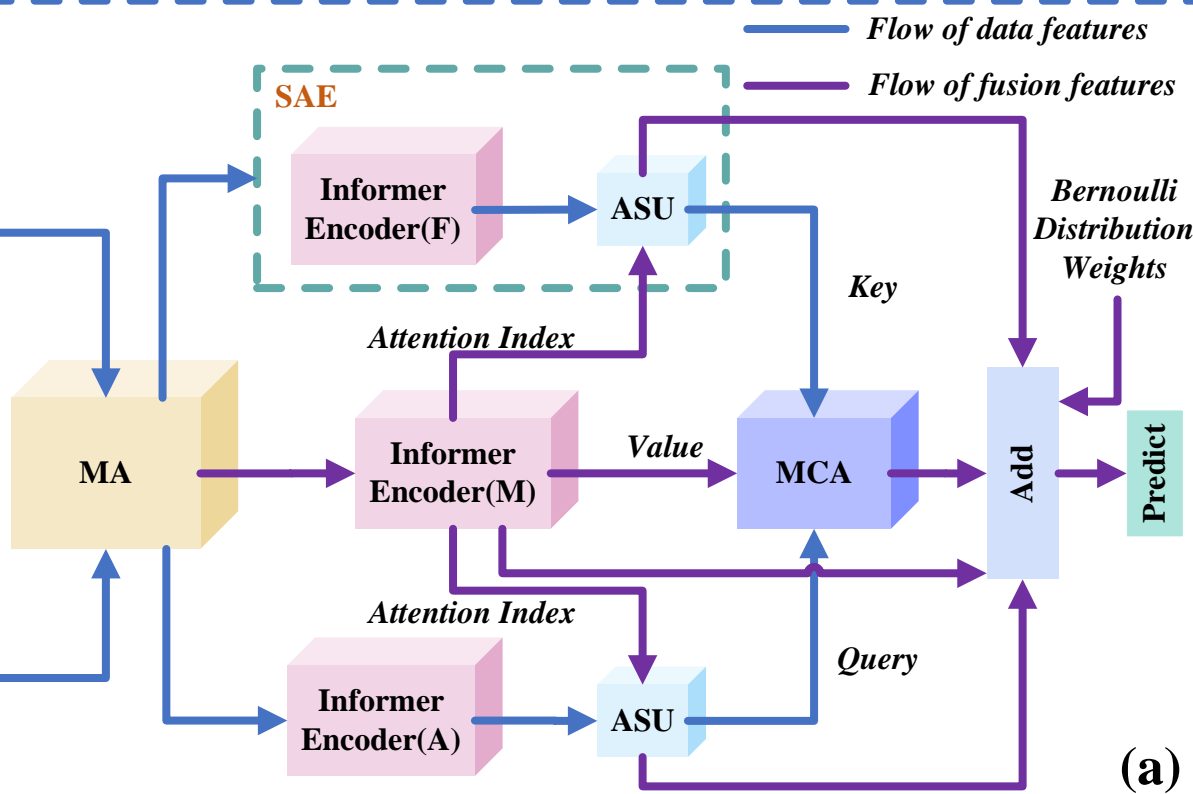 Flow of data features
Flow of fusion features
SAE
Informer
Encoder(F)
ASU
Bernoulli
Distribution
Weights
Key
Attention Index
MA
Informer
Encoder(M)
Value
MCA
Add
Predict
Attention Index
Query
Informer
Encoder(A)
ASU
(a)